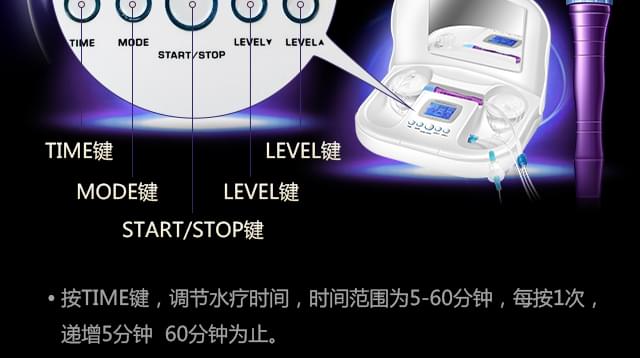 TIME
MODE
START/STOP
LEVEL▼
LEVEL▲
TIME键
LEVEL键
MODE键
LEVEL键
START/STOP键
• 按TIME键，调节水疗时间，时间范围为5-60分钟，每按1次，
递增5分钟 60分钟为止。